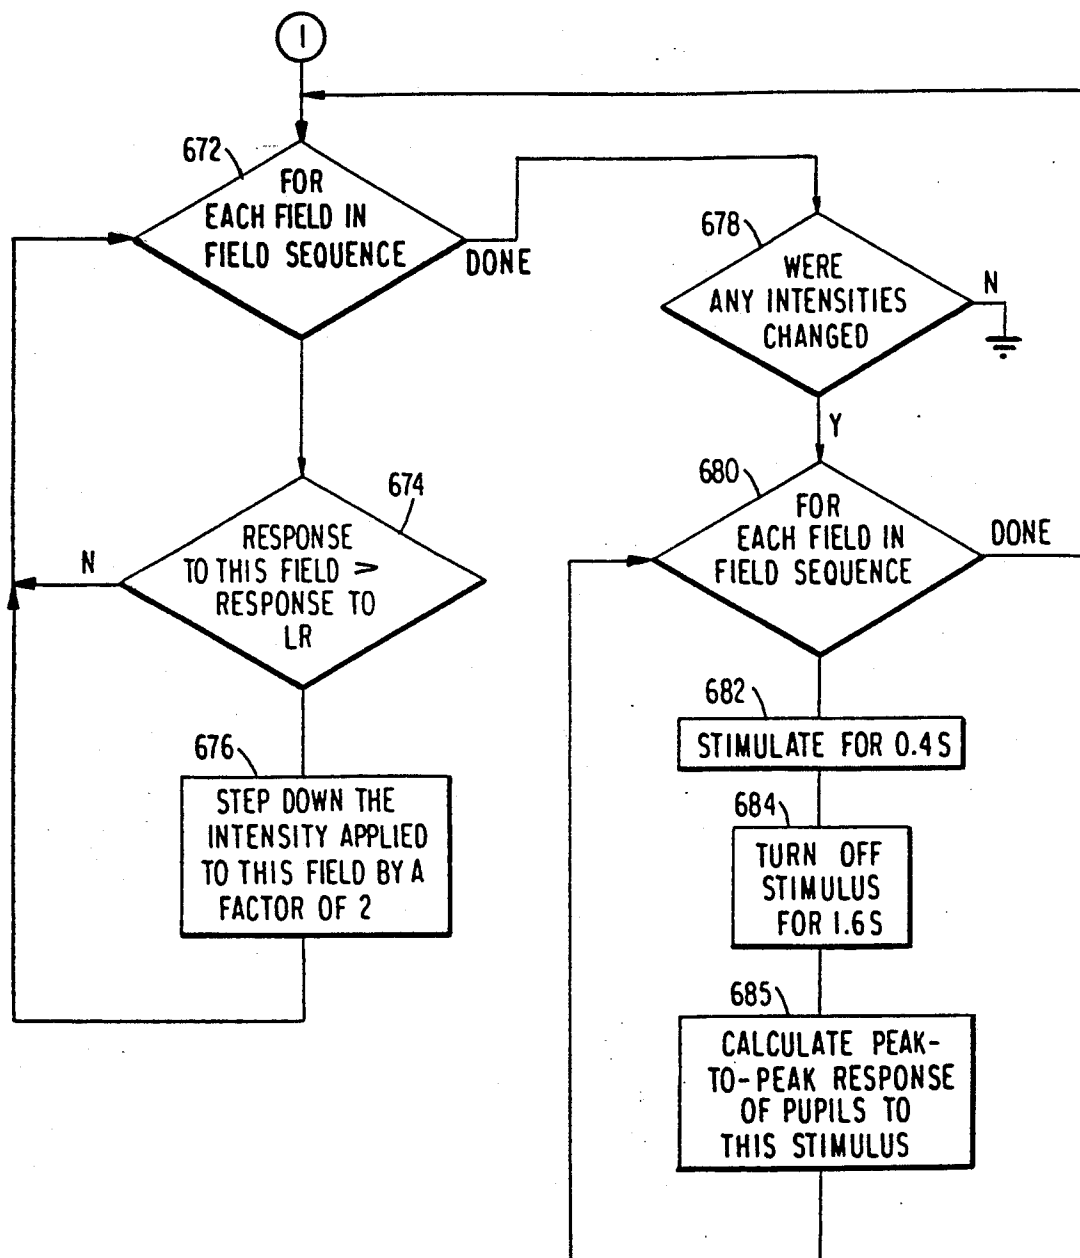 1
672
FOR
EACH FIELD IN
FIELD SEQUENCE
DONE
674
RESPONSE
TO THIS FIELD >
RESPONSE TO
LR
N
676
STEP DOWN THE
INTENSITY APPLIED
TO THIS FIELD BY A
FACTOR OF 2
678
WERE
ANY INTENSITIES
CHANGED
N
Y
680
FOR
EACH FIELD IN
FIELD SEQUENCE
DONE
682
STIMULATE FOR 0.4 S
684
TURN OFF
STIMULUS
FOR 1.6 S
685
CALCULATE PEAK-
TO-PEAK RESPONSE
OF PUPILS TO
THIS STIMULUS